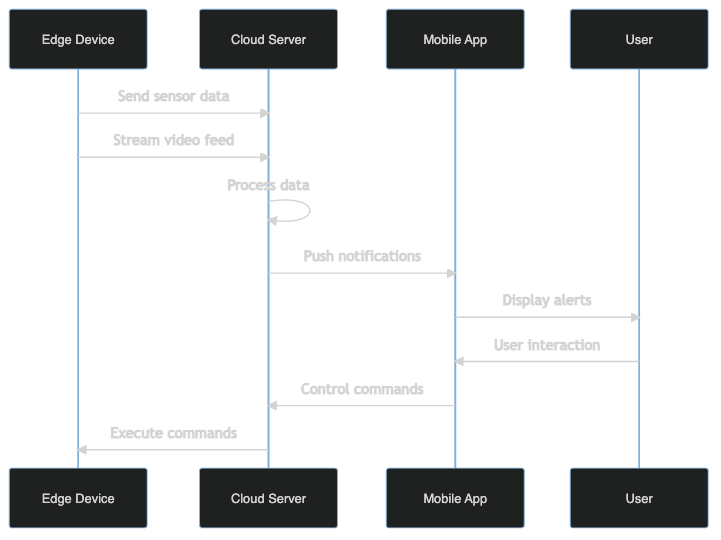 Edge Device
Cloud Server
Mobile App
User
Send sensor data
Stream video feed
Process data
Push notifications
Display alerts
User interaction
Control commands
Execute commands
Edge Device
Cloud Server
Mobile App
User